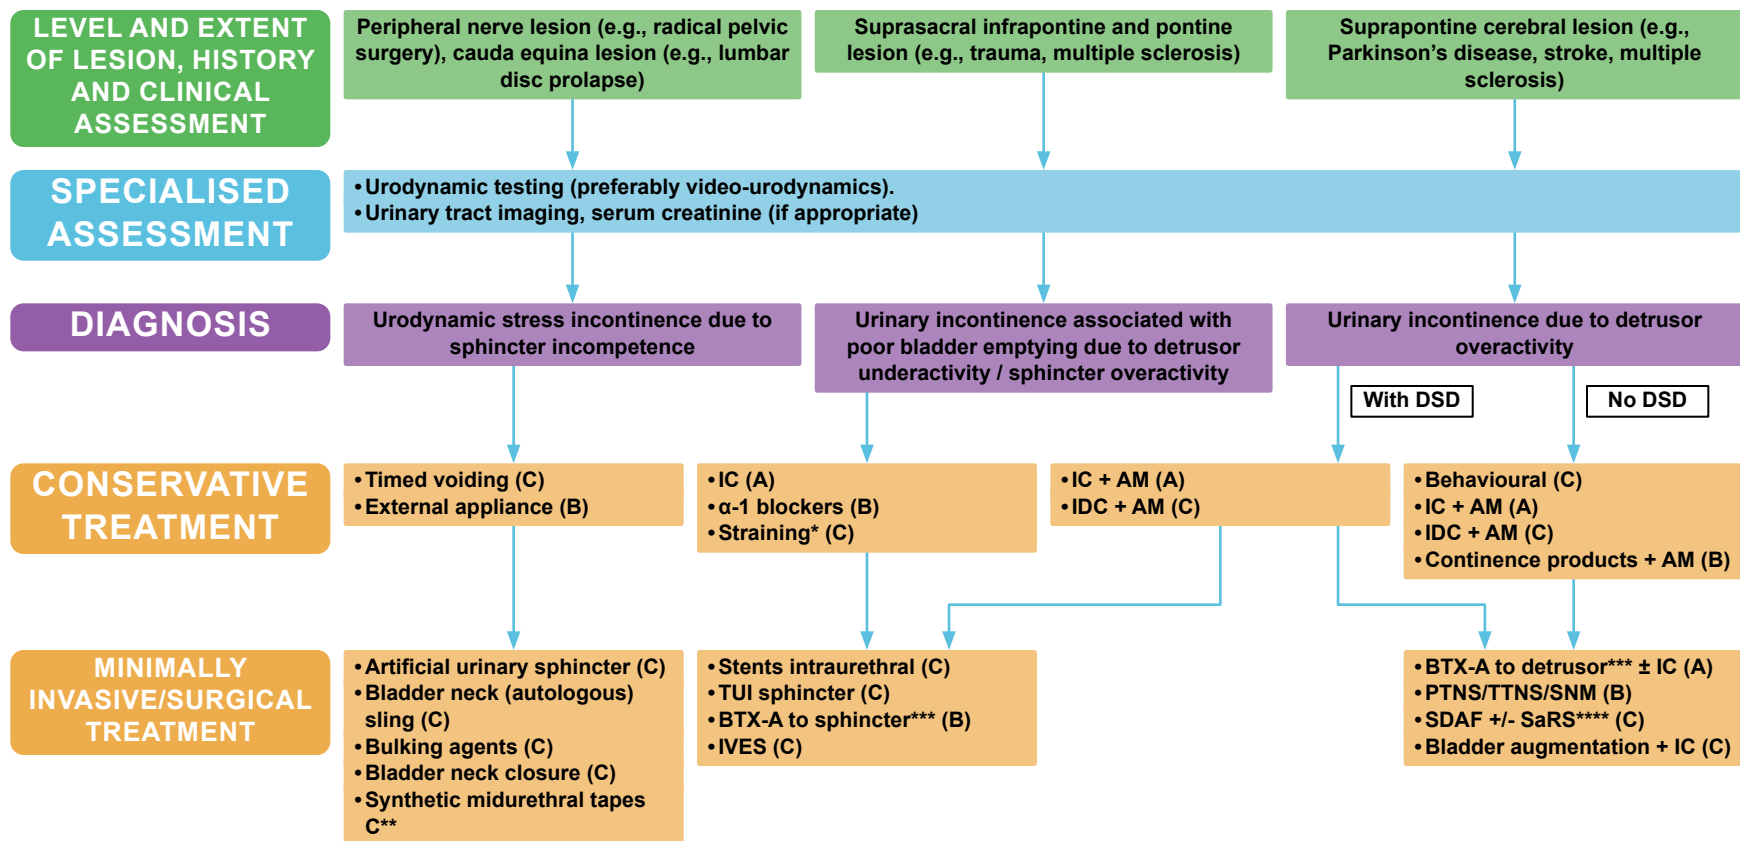 LEVEL AND EXTENT
OF LESION, HISTORY
AND CLINICAL
ASSESSMENT
Peripheral nerve lesion (e.g., radical pelvic
surgery), cauda equina lesion (e.g., lumbar
disc prolapse)
Suprasacral infrapontine and pontine
lesion (e.g., trauma, multiple sclerosis)
Suprapontine cerebral lesion (e.g.,
Parkinson's disease, stroke, multiple
sclerosis)
SPECIALISED
ASSESSMENT
• Urodynamic testing (preferably video-urodynamics).
• Urinary tract imaging, serum creatinine (if appropriate)
DIAGNOSIS
Urodynamic stress incontinence due to
sphincter incompetence
Urinary incontinence associated with
poor bladder emptying due to detrusor
underactivity / sphincter overactivity
Urinary incontinence due to detrusor
overactivity
With DSD
No DSD
CONSERVATIVE
TREATMENT
• Timed voiding (C)
• External appliance (B)
• IC (A)
• α-1 blockers (B)
• Straining* (C)
• IC + AM (A)
• IDC + AM (C)
• Behavioural (C)
• IC + AM (A)
• IDC + AM (C)
• Continence products + AM (B)
MINIMALLY
INVASIVE/SURGICAL
TREATMENT
• Artificial urinary sphincter (C)
• Bladder neck (autologous)
sling (C)
• Bulking agents (C)
• Bladder neck closure (C)
• Synthetic midurethral tapes
C**
• Stents intraurethral (C)
• TUI sphincter (C)
• BTX-A to sphincter*** (B)
• IVES (C)
• BTX-A to detrusor*** ± IC (A)
• PTNS/TTNS/SNM (B)
• SDAF +/- SaRS**** (C)
• Bladder augmentation + IC (C)